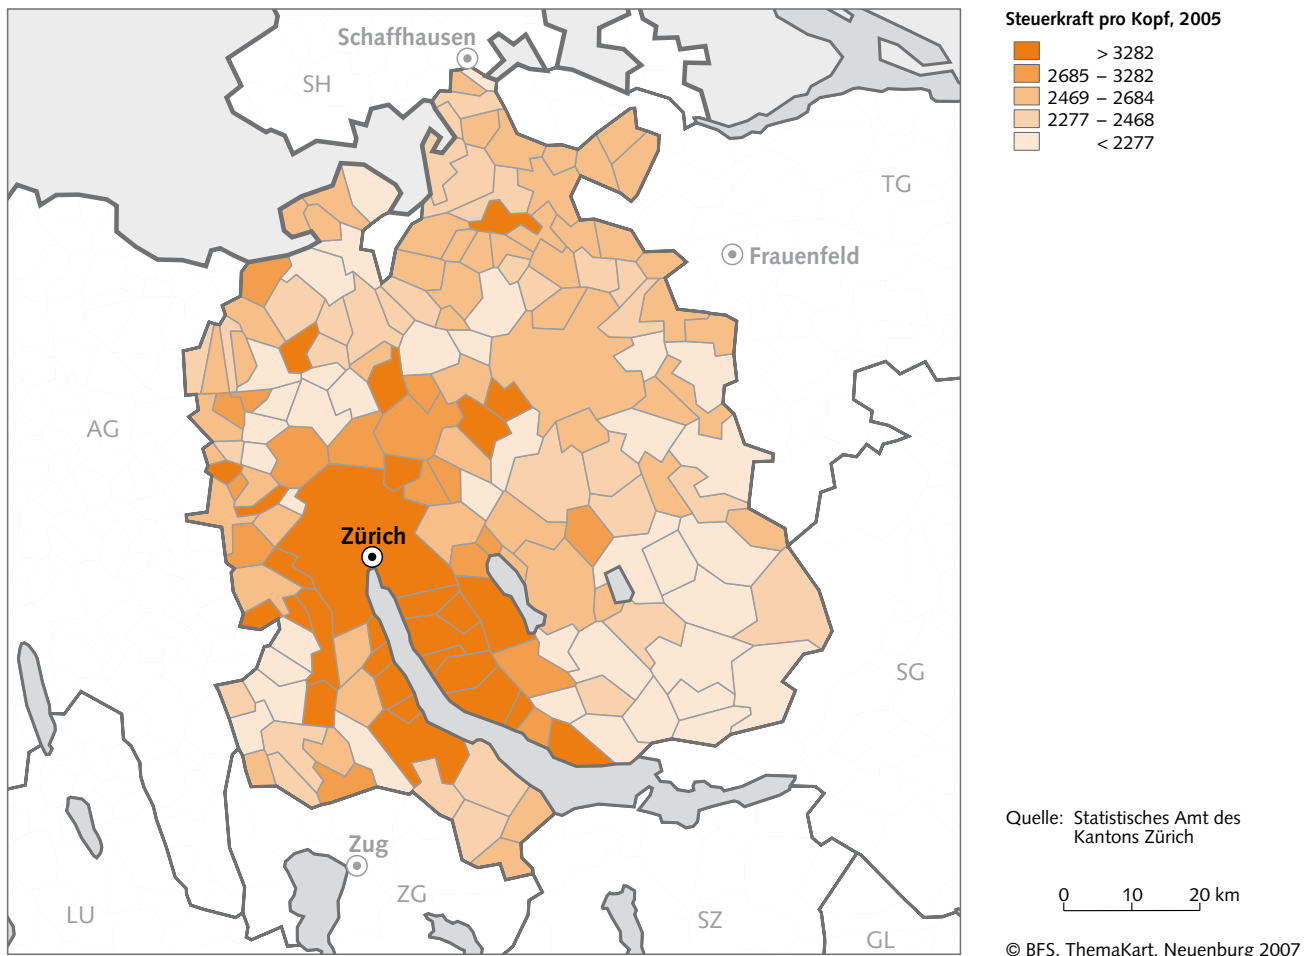 Steuerkraft pro Kopf, 2005
> 3282
2685 – 3282
2469 – 2684
2277 – 2468
< 2277
Schaffhausen
SH
TG
Frauenfeld
AG
Zürich
SG
Zug
ZG
LU
SZ
GL
Quelle: Statistisches Amt des
Kantons Zürich
0 10 20 km
© BFS, ThemaKart, Neuenburg 2007